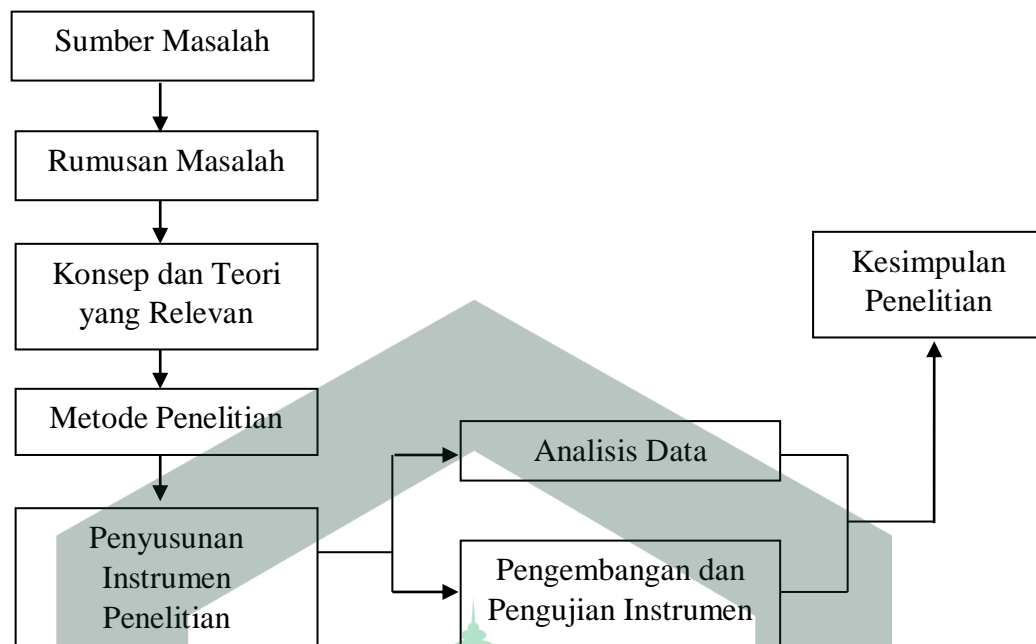 Sumber Masalah
Rumusan Masalah
Konsep dan Teori
yang Relevan
Metode Penelitian
Penyusunan
Instrumen
Penelitian
Analisis Data
Pengembangan dan
Pengujian Instrumen
Kesimpulan
Penelitian